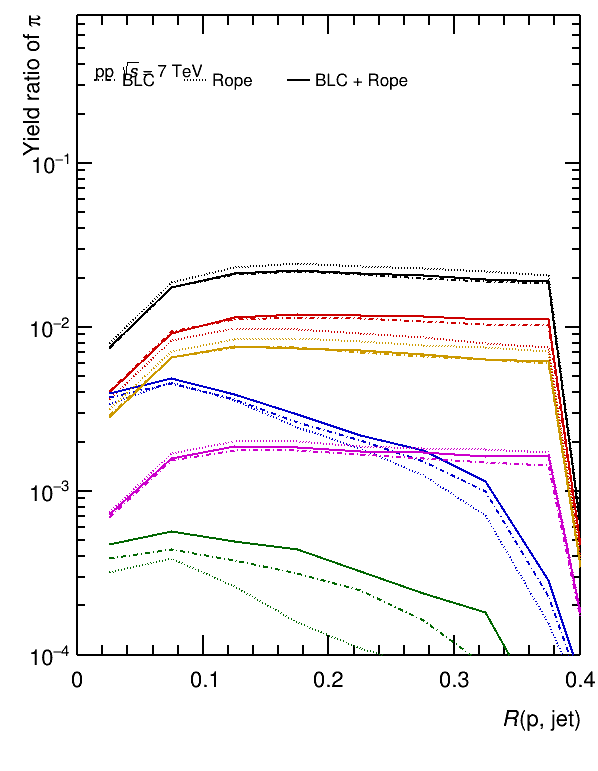 Yield ratio of π
pp √s = 7 TeV
BLC Rope BLC + Rope
10⁻¹
10⁻²
10⁻³
10⁻⁴
0 0.1 0.2 0.3 0.4
R(p, jet)